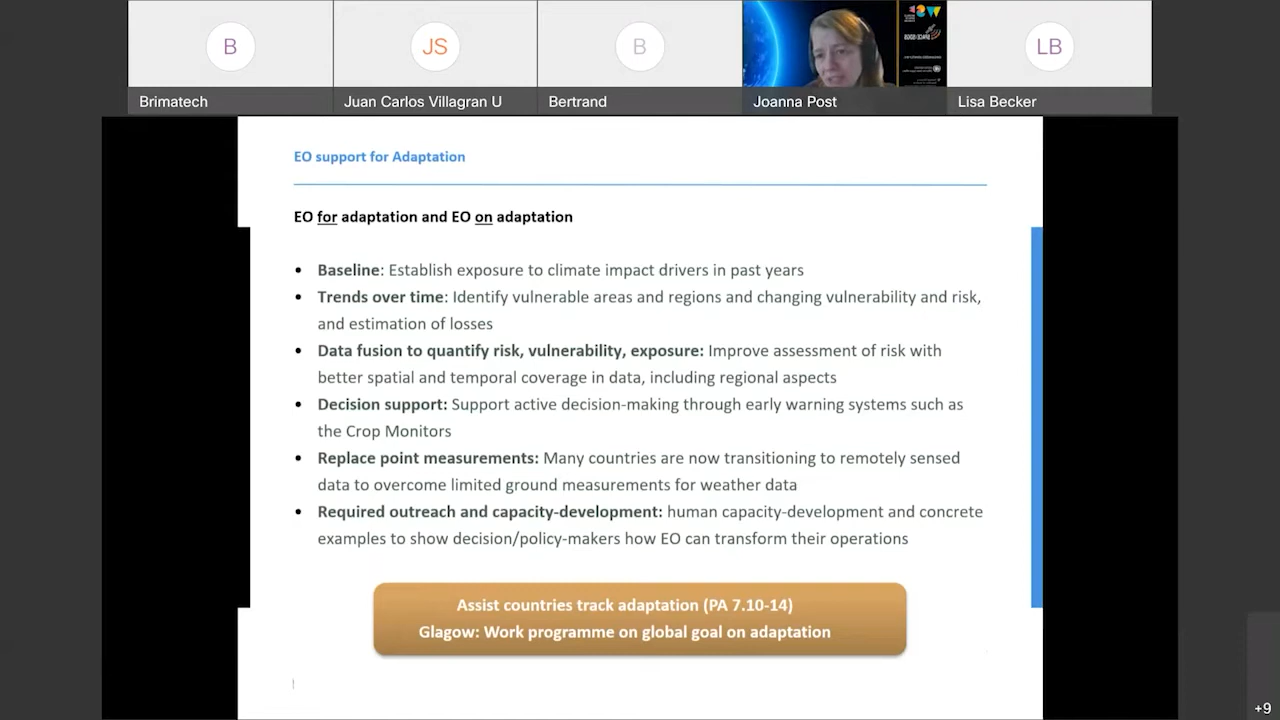 B
JS
B
LB
Brimatech
Juan Carlos Villagran U
Bertrand
Joanna Post
Lisa Becker
EO support for Adaptation
EO for adaptation and EO on adaptation
• Baseline: Establish exposure to climate impact drivers in past years
• Trends over time: Identify vulnerable areas and regions and changing vulnerability and risk,
and estimation of losses
• Data fusion to quantify risk, vulnerability, exposure: Improve assessment of risk with
better spatial and temporal coverage in data, including regional aspects
• Decision support: Support active decision-making through early warning systems such as
the Crop Monitors
• Replace point measurements: Many countries are now transitioning to remotely sensed
data to overcome limited ground measurements for weather data
• Required outreach and capacity-development: human capacity-development and concrete
examples to show decision/policy-makers how EO can transform their operations
Assist countries track adaptation (PA 7.10-14)
Glagow: Work programme on global goal on adaptation
+9